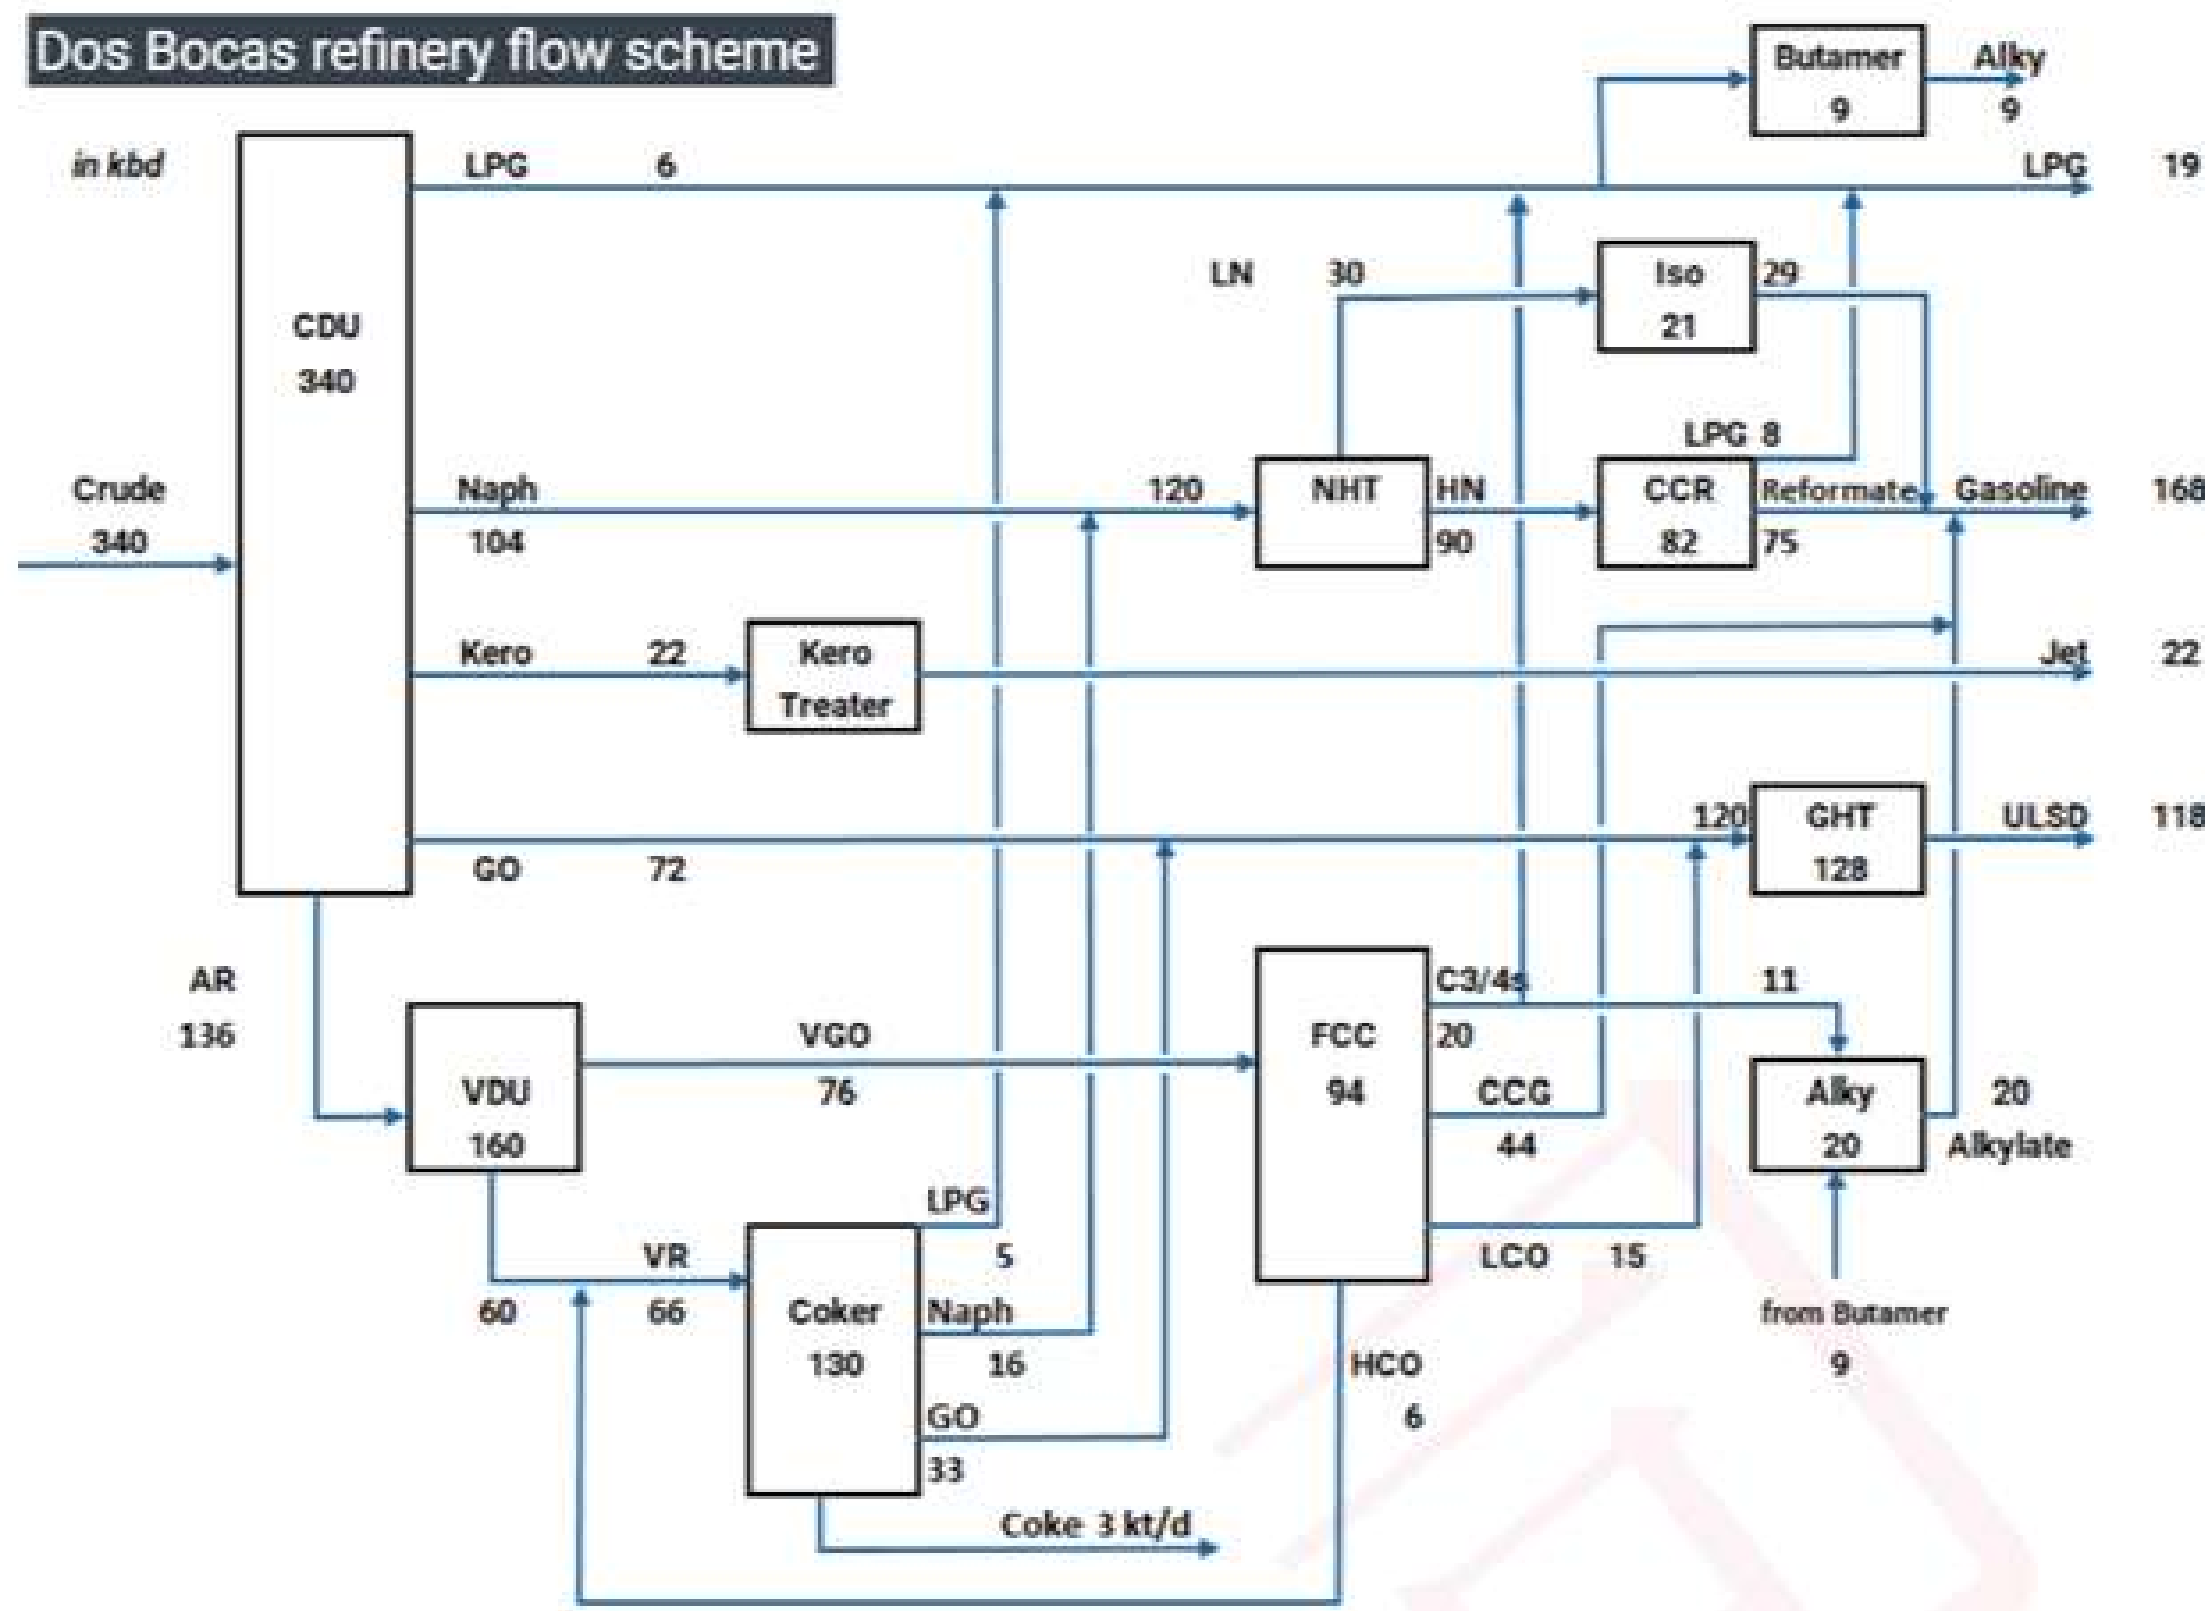 Dos Bocas refinery flow scheme
Butamer
9
Alky
9
in kbd
LPG 6
LPG 19
CDU
340
LN 30
Iso
21
29
LPG 8
Crude
340
Naph
104
120
NHT
HN
90
CCR
82
Reformate
75
Gasoline 168
Kero 22
Kero
Treater
Jet 22
GO 72
120
GHT
128
ULSD 118
AR
136
VDU
160
VGO
76
FCC
94
C3/4s
20
11
CCG
44
Alky
20
20
Alkylate
LPG
5
VR
60 66
Coker
130
Naph
16
GO
33
LCO 15
from Butamer
9
HCO
6
Coke 3 kt/d